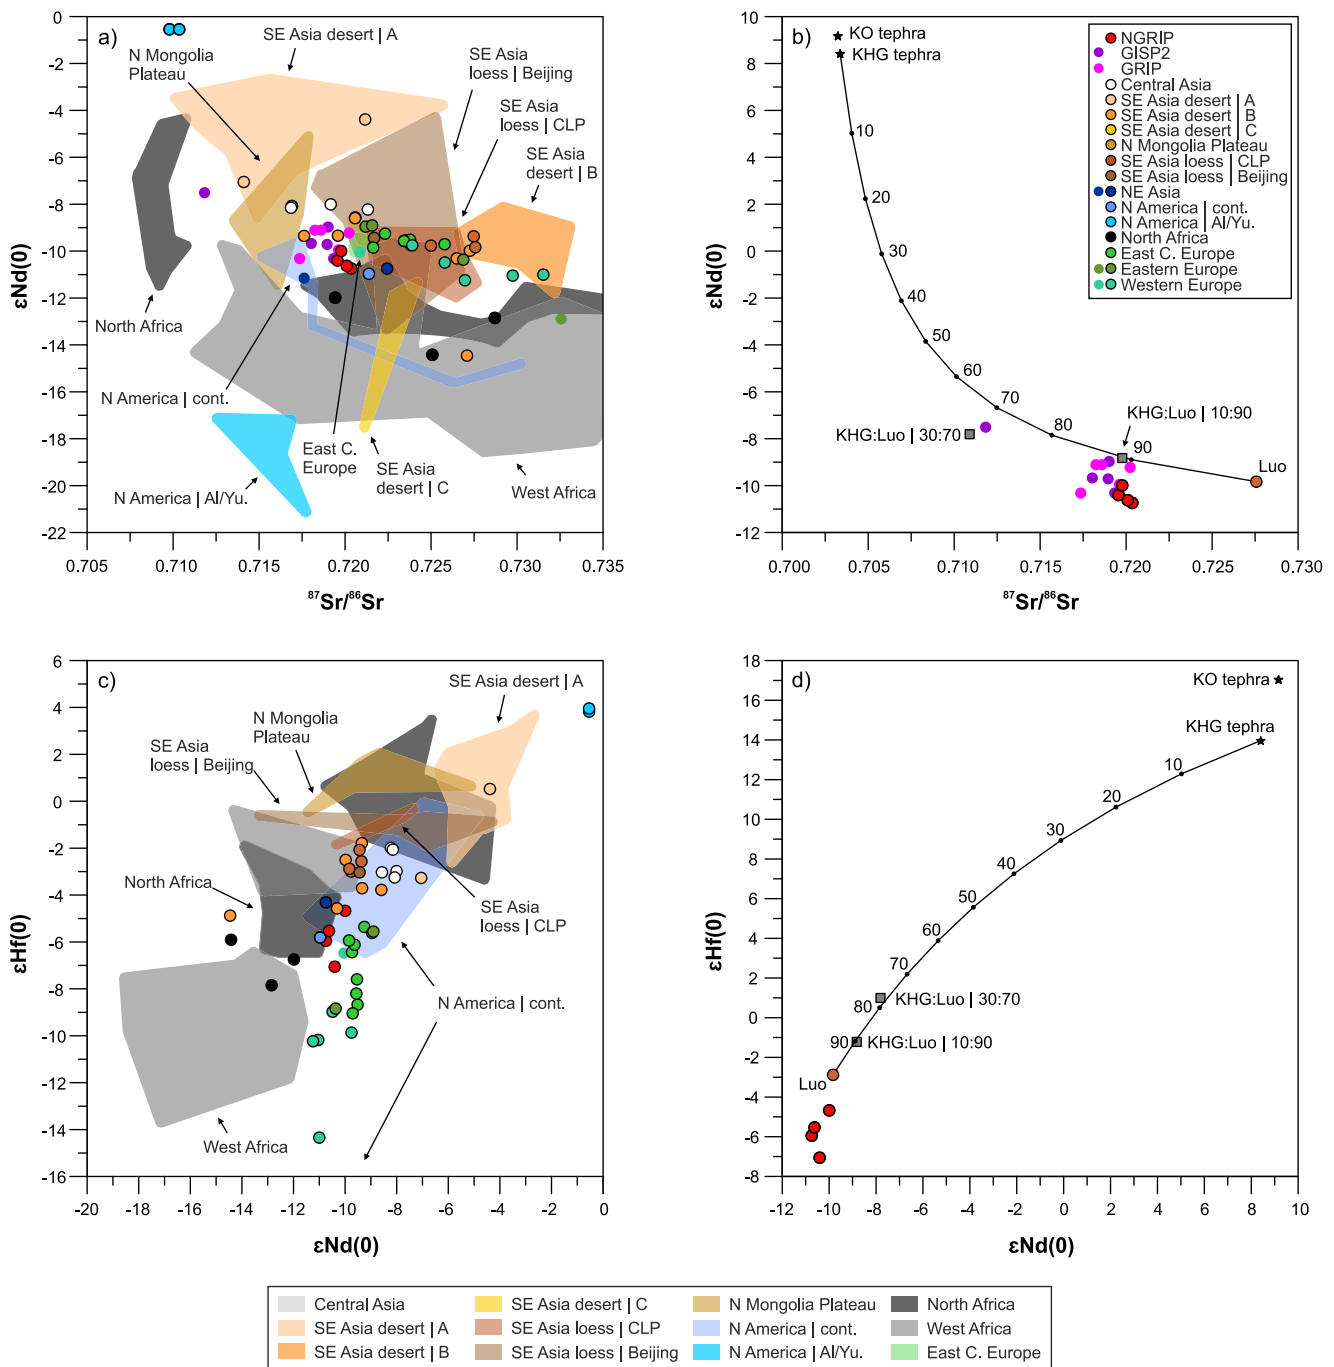 a)
SE Asia desert | A
N Mongolia
Plateau
SE Asia
loess | Beijing
SE Asia
loess | CLP
SE Asia
desert | B
North Africa
N America | cont.
N America | Al/Yu.
East C.
Europe
SE Asia
desert | C
West Africa
0
-2
-4
-6
-8
-10
-12
-14
-16
-18
-20
-22
εNd(0)
0.705 0.710 0.715 0.720 0.725 0.730 0.735
⁸⁷Sr/⁸⁶Sr
b)
KO tephra
KHG tephra
10
20
30
40
50
60
70
80
90
KHG:Luo | 30:70
KHG:Luo | 10:90
Luo
NGRIP
GISP2
GRIP
Central Asia
SE Asia desert | A
SE Asia desert | B
SE Asia desert | C
N Mongolia Plateau
SE Asia loess | CLP
SE Asia loess | Beijing
NE Asia
N America | cont.
N America | Al/Yu.
North Africa
East C. Europe
Eastern Europe
Western Europe
10
8
6
4
2
0
-2
-4
-6
-8
-10
-12
εNd(0)
0.700 0.705 0.710 0.715 0.720 0.725 0.730
⁸⁷Sr/⁸⁶Sr
c)
SE Asia desert | A
N Mongolia
Plateau
SE Asia
loess | Beijing
North Africa
SE Asia
loess | CLP
N America | cont.
West Africa
6
4
2
0
-2
-4
-6
-8
-10
-12
-14
-16
εHf(0)
-20 -18 -16 -14 -12 -10 -8 -6 -4 -2 0
εNd(0)
d)
KO tephra
KHG tephra
10
20
30
40
50
60
70
80
90
KHG:Luo | 30:70
KHG:Luo | 10:90
Luo
18
16
14
12
10
8
6
4
2
0
-2
-4
-6
-8
εHf(0)
-12 -10 -8 -6 -4 -2 0 2 4 6 8 10
εNd(0)
Central Asia SE Asia desert | C N Mongolia Plateau North Africa
SE Asia desert | A SE Asia loess | CLP N America | cont. West Africa
SE Asia desert | B SE Asia loess | Beijing N America | Al/Yu. East C. Europe